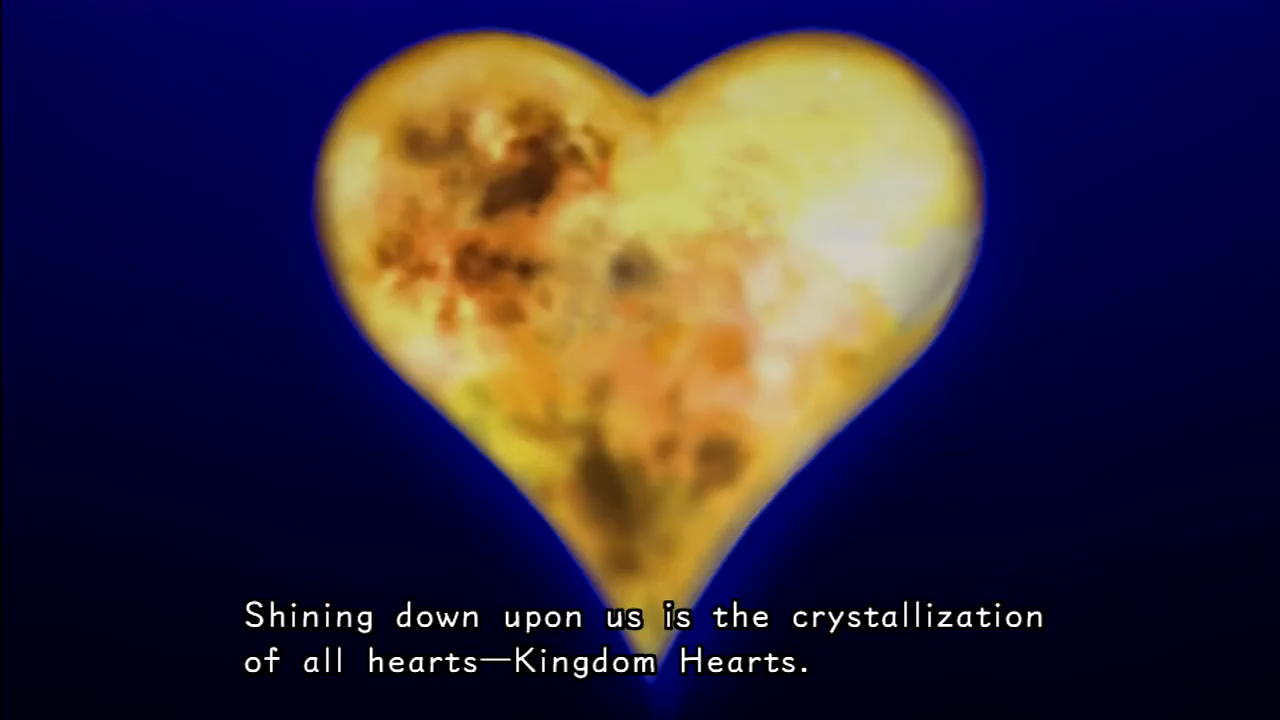 Shining down upon us is the crystallization
of all hearts—Kingdom Hearts.